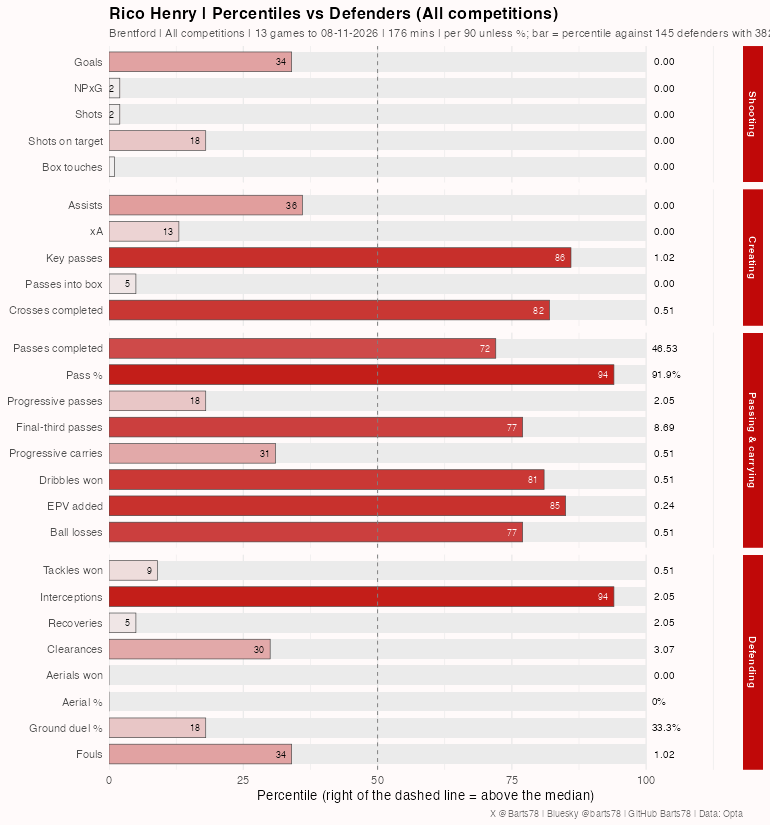 Rico Henry | Percentiles vs Defenders (All competitions)
Brentford | All competitions | 13 games to 08-11-2026 | 176 mins | per 90 unless %; bar = percentile against 145 defenders with 382
Goals 34 0.00
NPxG 2 0.00
Shots 2 0.00
Shots on target 18 0.00
Box touches 0.00
Shooting
Assists 36 0.00
xA 13 0.00
Key passes 86 1.02
Passes into box 5 0.00
Crosses completed 82 0.51
Creating
Passes completed 72 46.53
Pass % 94 91.9%
Progressive passes 18 2.05
Final-third passes 77 8.69
Progressive carries 31 0.51
Dribbles won 81 0.51
EPV added 85 0.24
Ball losses 77 0.51
Passing & carrying
Tackles won 9 0.51
Interceptions 94 2.05
Recoveries 5 2.05
Clearances 30 3.07
Aerials won 0.00
Aerial % 0%
Ground duel % 18 33.3%
Fouls 34 1.02
Defending
0 25 50 75 100
Percentile (right of the dashed line = above the median)
X @Barts78 | Bluesky @barts78 | GitHub Barts78 | Data: Opta